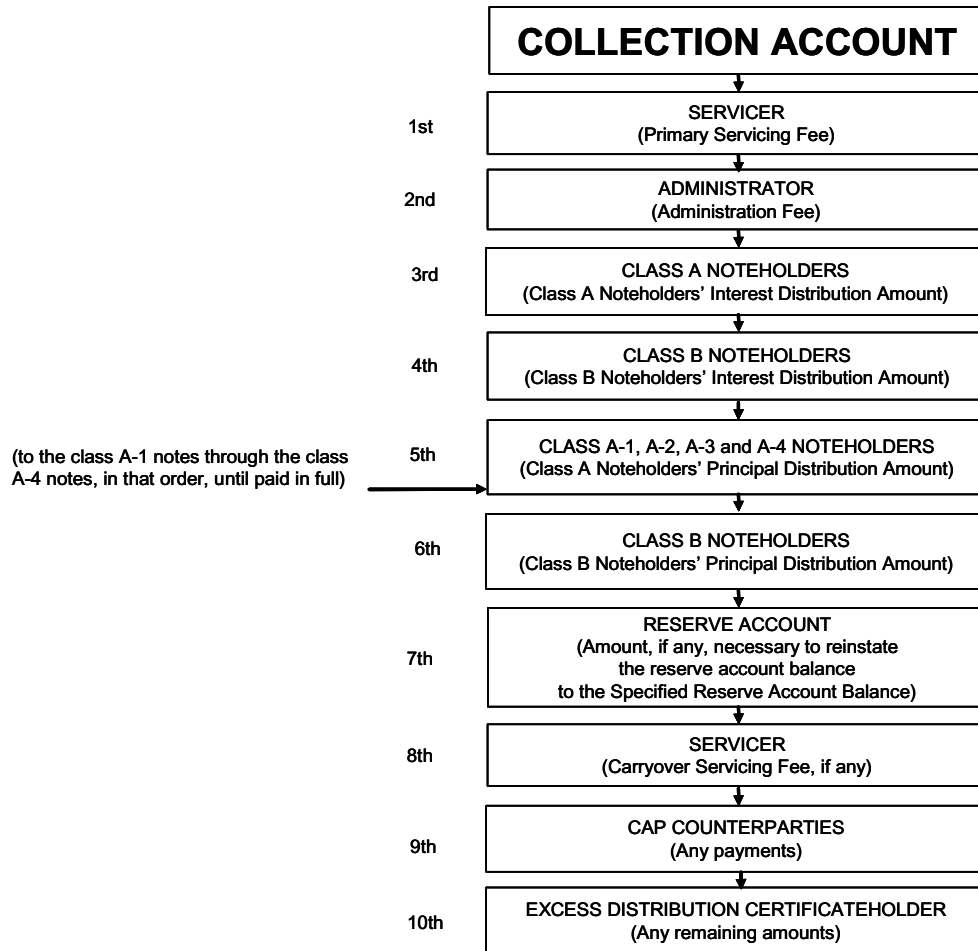 COLLECTION ACCOUNT
1st
SERVICER
(Primary Servicing Fee)
2nd
ADMINISTRATOR
(Administration Fee)
3rd
CLASS A NOTEHOLDERS
(Class A Noteholders’ Interest Distribution Amount)
4th
CLASS B NOTEHOLDERS
(Class B Noteholders’ Interest Distribution Amount)
(to the class A-1 notes through the class
A-4 notes, in that order, until paid in full)
5th
CLASS A-1, A-2, A-3 and A-4 NOTEHOLDERS
(Class A Noteholders’ Principal Distribution Amount)
6th
CLASS B NOTEHOLDERS
(Class B Noteholders’ Principal Distribution Amount)
7th
RESERVE ACCOUNT
(Amount, if any, necessary to reinstate
the reserve account balance
to the Specified Reserve Account Balance)
8th
SERVICER
(Carryover Servicing Fee, if any)
9th
CAP COUNTERPARTIES
(Any payments)
10th
EXCESS DISTRIBUTION CERTIFICATEHOLDER
(Any remaining amounts)